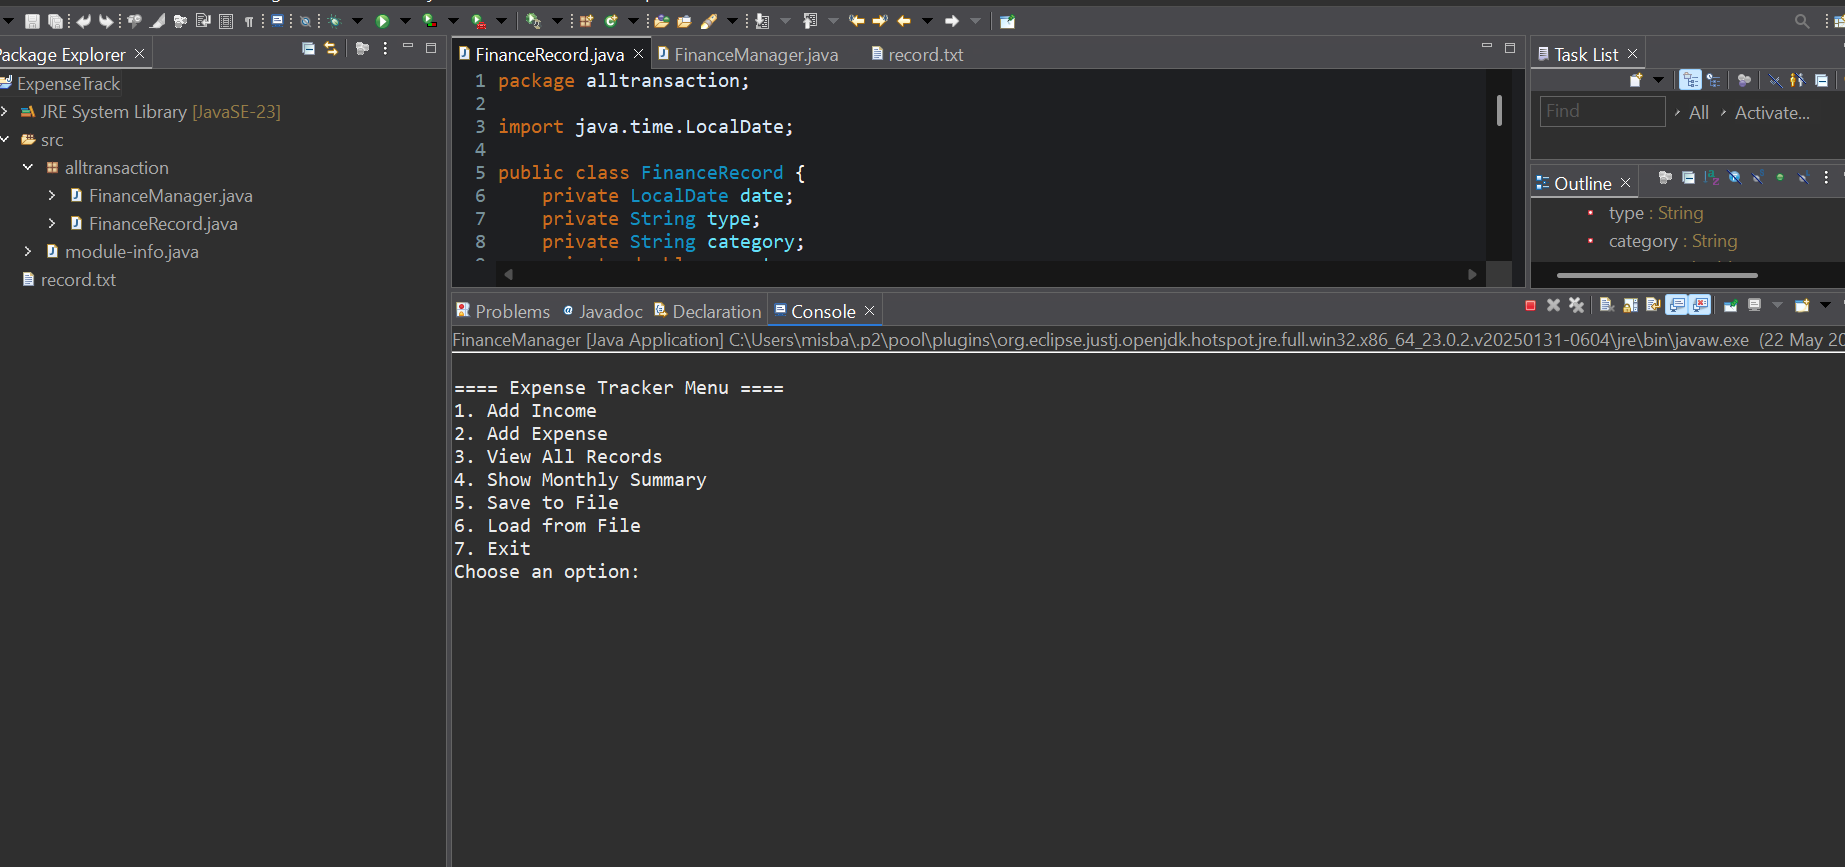 Package Explorer
ExpenseTrack
JRE System Library [JavaSE-23]
src
alltransaction
FinanceManager.java
FinanceRecord.java
module-info.java
record.txt
FinanceRecord.java
FinanceManager.java
record.txt
1 package alltransaction;
2
3 import java.time.LocalDate;
4
5 public class FinanceRecord {
6 private LocalDate date;
7 private String type;
8 private String category;
Task List
Find
All
Activate...
Outline
type : String
category : String
Problems
Javadoc
Declaration
Console
FinanceManager [Java Application] C:\Users\misba\.p2\pool\plugins\org.eclipse.justj.openjdk.hotspot.jre.full.win32.x86_64_23.0.2.v20250131-0604\jre\bin\javaw.exe (22 May 20
==== Expense Tracker Menu ====
1. Add Income
2. Add Expense
3. View All Records
4. Show Monthly Summary
5. Save to File
6. Load from File
7. Exit
Choose an option: